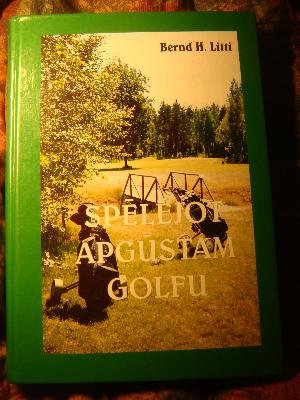 Bernd H. Litti
SPĒLĒJOT
APGŪSTAM
GOLFU